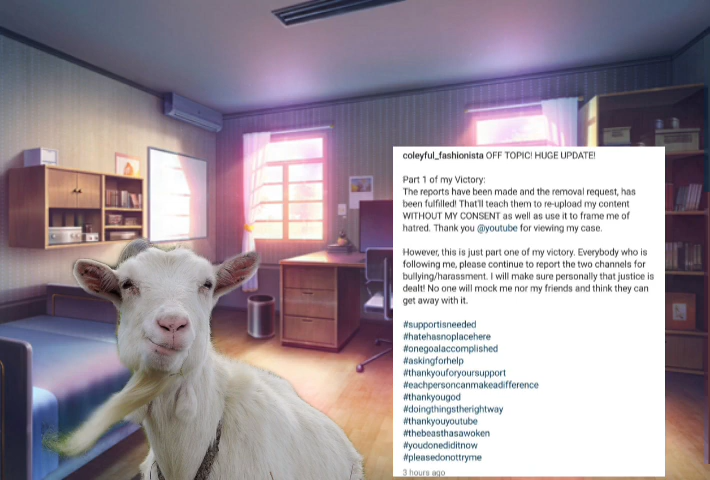 coleyful_fashionista OFF TOPIC! HUGE UPDATE!
Part 1 of my Victory:
The reports have been made and the removal request, has
been fulfilled! That'll teach them to re-upload my content
WITHOUT MY CONSENT as well as use it to frame me of
hatred. Thank you @youtube for viewing my case.
However, this is just part one of my victory. Everybody who is
following me, please continue to report the two channels for
bullying/harassment. I will make sure personally that justice is
dealt! No one will mock me nor my friends and think they can
get away with it.
#supportisneeded
#hatehasnoplacehere
#onegoalaccomplished
#askingforhelp
#thankyouforyoursupport
#eachpersoncanmakeadifference
#thankyougod
#doingthingstherightway
#thankyouyoutube
#thebeasthasawoken
#youdonediditnow
#pleasedonottryme
3 hours ago